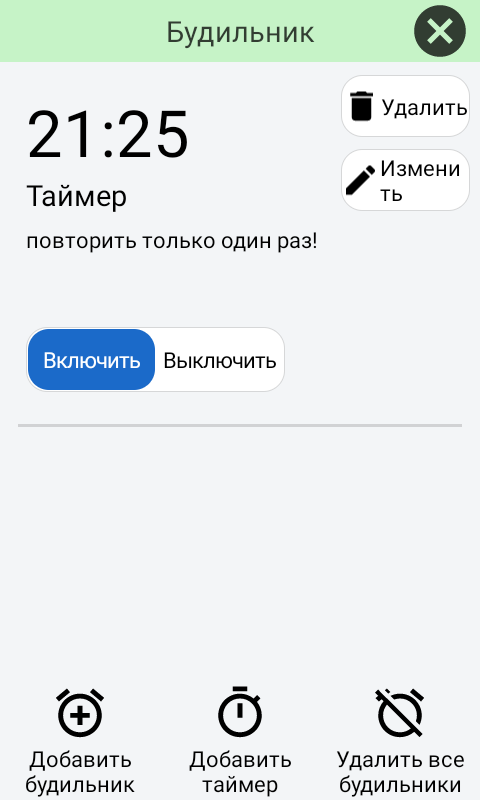 Будильник
21:25
Удалить
Таймер
Измени
ть
повторить только один раз!
Включить Выключить
Добавить
будильник
Добавить
таймер
Удалить все
будильники